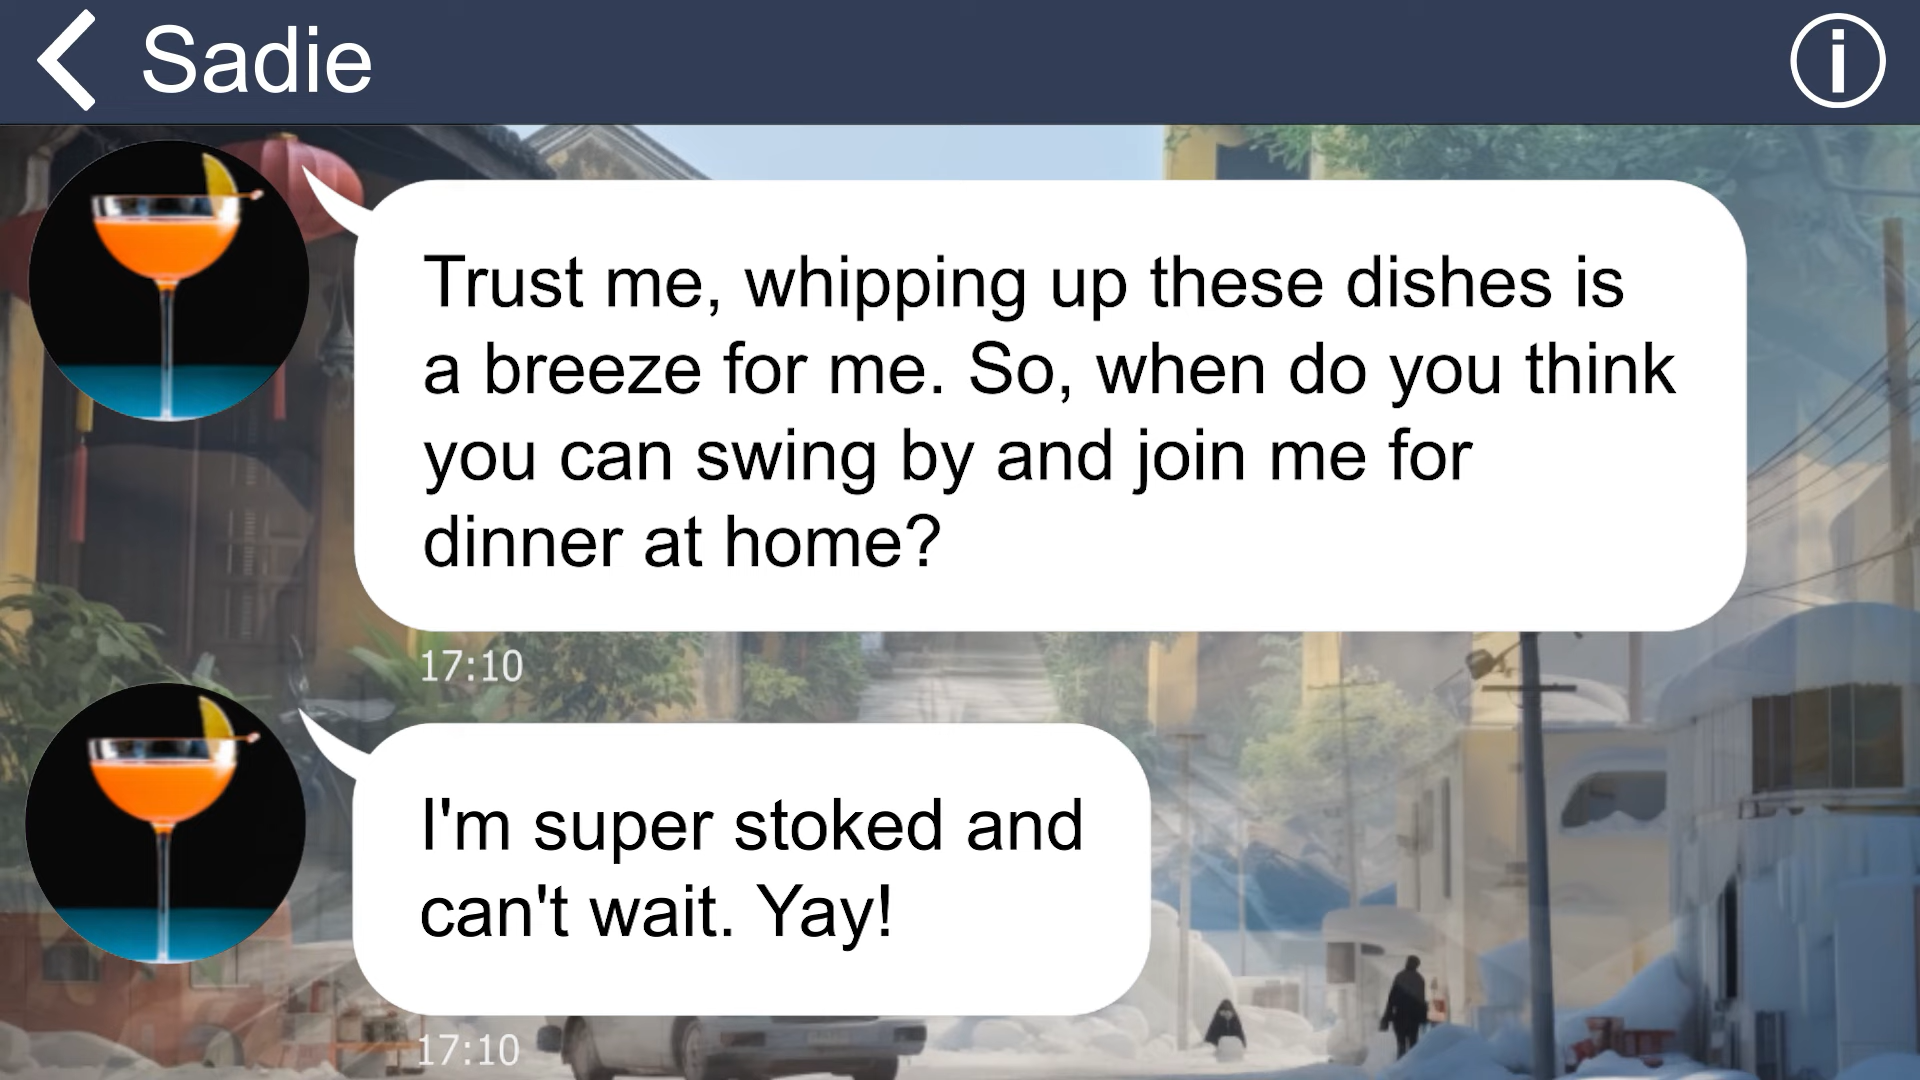 Sadie
Trust me, whipping up these dishes is
a breeze for me. So, when do you think
you can swing by and join me for
dinner at home?
17:10
I'm super stoked and
can't wait. Yay!
17:10